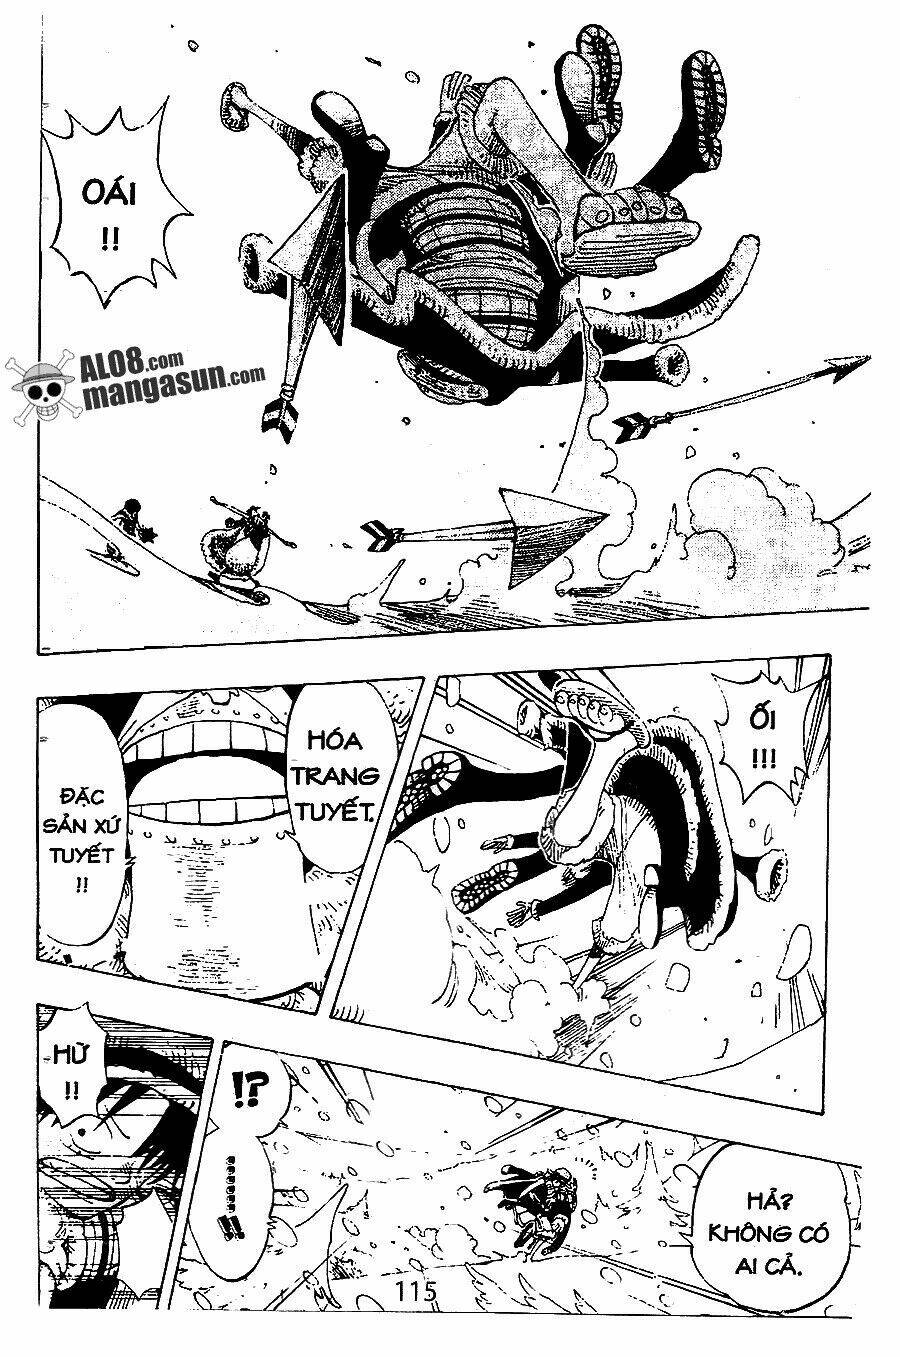 OÁI
!!
AL08.com
mangasun.com
ỐI
!!!
HÓA
TRANG
TUYẾT.
ĐẶC
SẢN XỨ
TUYẾT
!!
HẢ?
KHÔNG CÓ
AI CẢ.
!?
.........!!
HỪ
!!
115